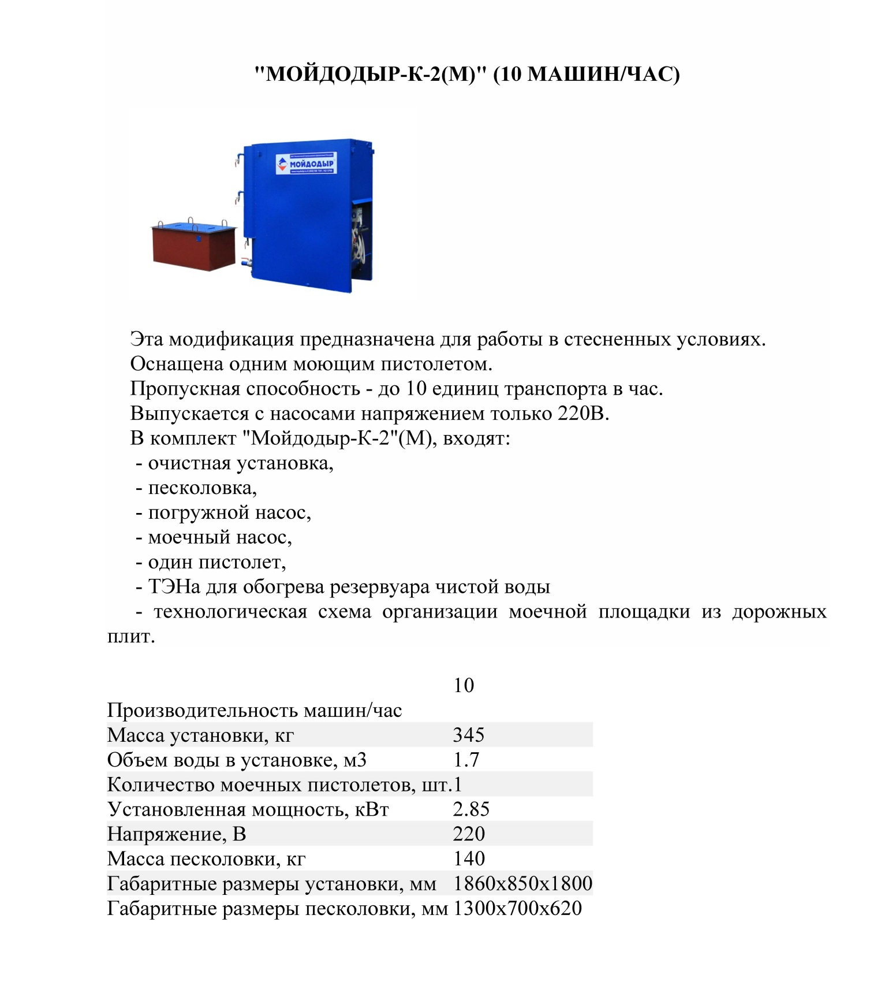 "МОЙДОДЫР-К-2(М)" (10 МАШИН/ЧАС)
МОЙДОДЫР
Эта модификация предназначена для работы в стесненных условиях.
Оснащена одним моющим пистолетом.
Пропускная способность - до 10 единиц транспорта в час.
Выпускается с насосами напряжением только 220В.
В комплект "Мойдодыр-К-2"(М), входят:
- очистная установка,
- песколовка,
- погружной насос,
- моечный насос,
- один пистолет,
- ТЭНа для обогрева резервуара чистой воды
- технологическая схема организации моечной площадки из дорожных
плит.
10
Производительность машин/час
Масса установки, кг 345
Объем воды в установке, м3 1.7
Количество моечных пистолетов, шт. 1
Установленная мощность, кВт 2.85
Напряжение, В 220
Масса песколовки, кг 140
Габаритные размеры установки, мм 1860х850х1800
Габаритные размеры песколовки, мм 1300х700х620